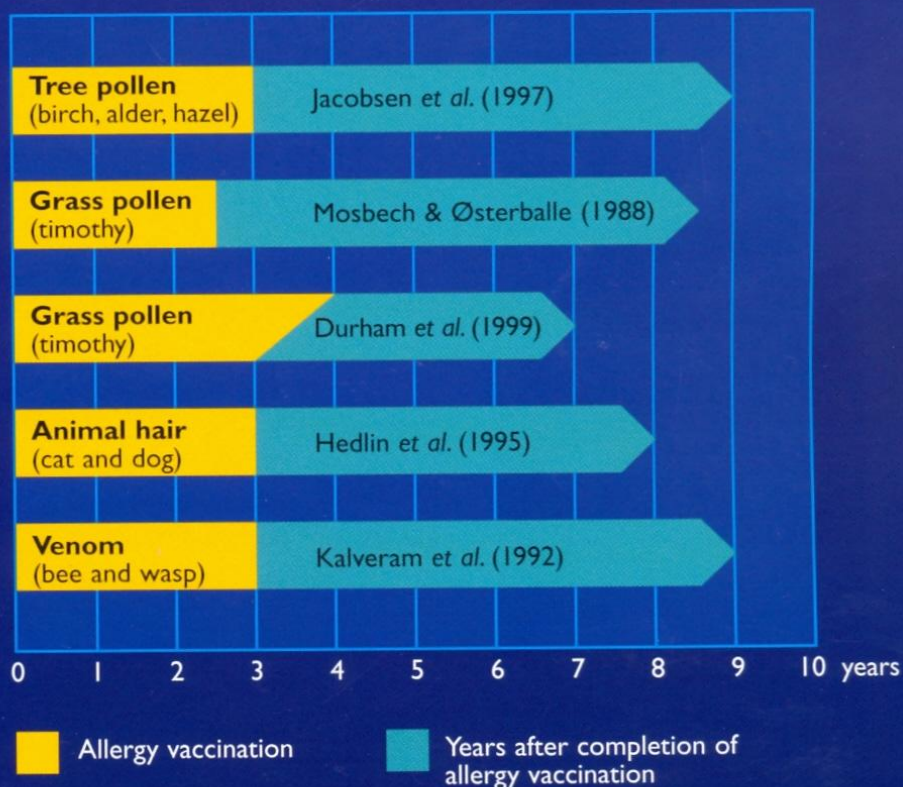 Tree pollen
(birch, alder, hazel)
Jacobsen et al. (1997)
Grass pollen
(timothy)
Mosbech & Østerballe (1988)
Grass pollen
(timothy)
Durham et al. (1999)
Animal hair
(cat and dog)
Hedlin et al. (1995)
Venom
(bee and wasp)
Kalveram et al. (1992)
0 1 2 3 4 5 6 7 8 9 10 years
Allergy vaccination
Years after completion of
allergy vaccination